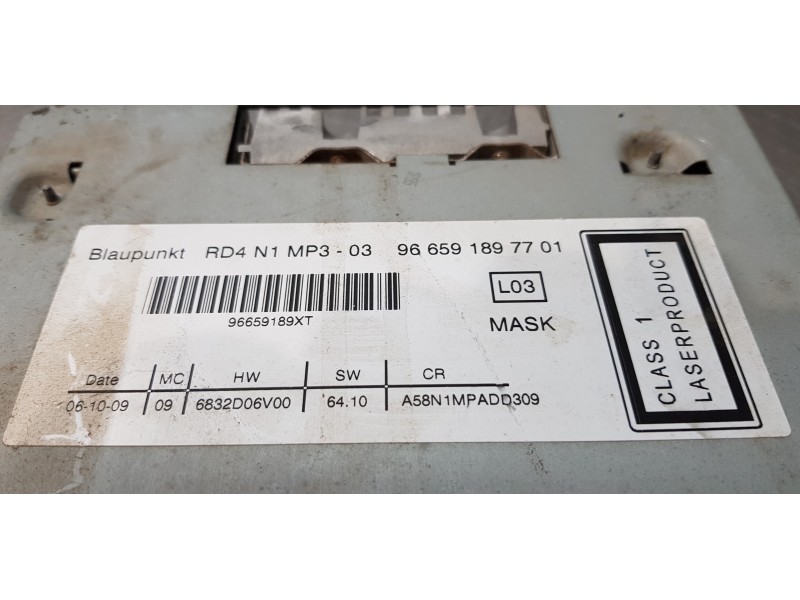 Blaupunkt RD4 N1 MP3 - 03 96 659 189 77 01
96659189XT
L03
MASK
CLASS 1
LASERPRODUCT
Date MC HW SW CR
06-10-09 09 6832D06V00 64.10 A58N1MPADD309